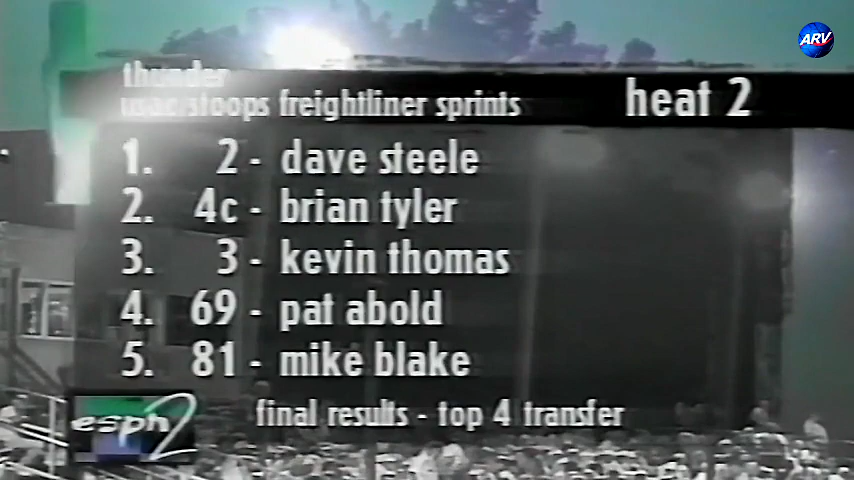 ARV
thunder
usac/stoops freightliner sprints
heat 2
1. 2 - dave steele
2. 4c - brian tyler
3. 3 - kevin thomas
4. 69 - pat abold
5. 81 - mike blake
final results - top 4 transfer
espn2